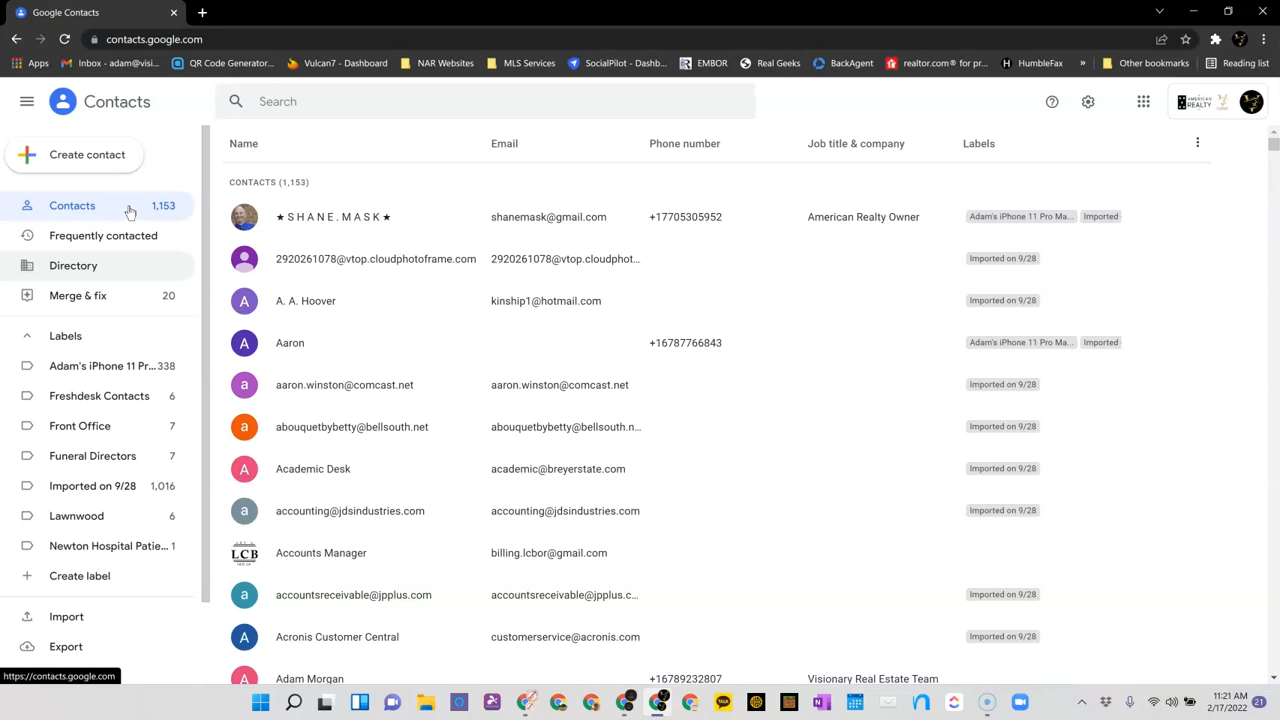 Google Contacts
contacts.google.com
Apps
Inbox - adam@visi...
QR Code Generator...
Vulcan7 - Dashboard
NAR Websites
MLS Services
SocialPilot - Dashb...
EMBOR
Real Geeks
BackAgent
realtor.com® for p...
HumbleFax
»
Other bookmarks
Reading list
Contacts
Search
AMERICAN
REALTY
Create contact
Name
Email
Phone number
Job title & company
Labels
CONTACTS (1,153)
Contacts 1,153
Frequently contacted
Directory
Merge & fix 20
Labels
Adam's iPhone 11 Pr... 338
Freshdesk Contacts 6
Front Office 7
Funeral Directors 7
Imported on 9/28 1,016
Lawnwood 6
Newton Hospital Patie... 1
Create label
Import
Export
https://contacts.google.com
★ S H A N E . M A S K ★ shanemask@gmail.com +17705305952 American Realty Owner Adam's iPhone 11 Pro Ma... Imported
2920261078@vtop.cloudphotoframe.com 2920261078@vtop.cloudphot... Imported on 9/28
A A. A. Hoover kinship1@hotmail.com Imported on 9/28
A Aaron +16787766843 Adam's iPhone 11 Pro Ma... Imported
a aaron.winston@comcast.net aaron.winston@comcast.net Imported on 9/28
a abouquetbybetty@bellsouth.net abouquetbybetty@bellsouth.n... Imported on 9/28
A Academic Desk academic@breyerstate.com Imported on 9/28
a accounting@jdsindustries.com accounting@jdsindustries.com Imported on 9/28
LCB Accounts Manager billing.lcbor@gmail.com
a accountsreceivable@jpplus.com accountsreceivable@jpplus.c... Imported on 9/28
A Acronis Customer Central customerservice@acronis.com Imported on 9/28
A Adam Morgan +16789232807 Visionary Real Estate Team
TALK
11:21 AM
2/17/2022
21